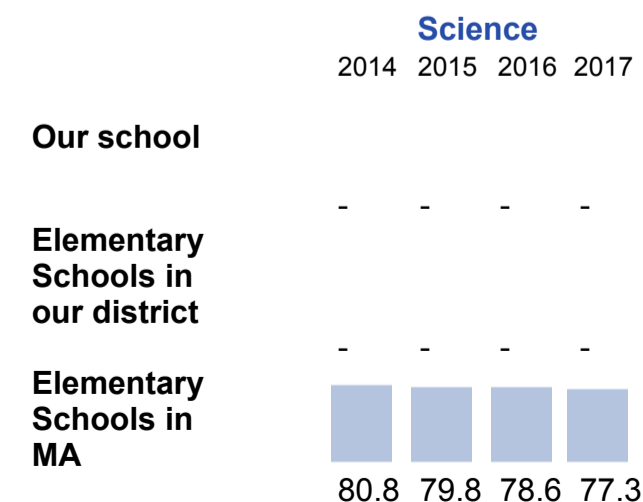 Science
2014 2015 2016 2017
Our school
- - - -
Elementary
Schools in
our district
- - - -
Elementary
Schools in
MA
80.8 79.8 78.6 77.3